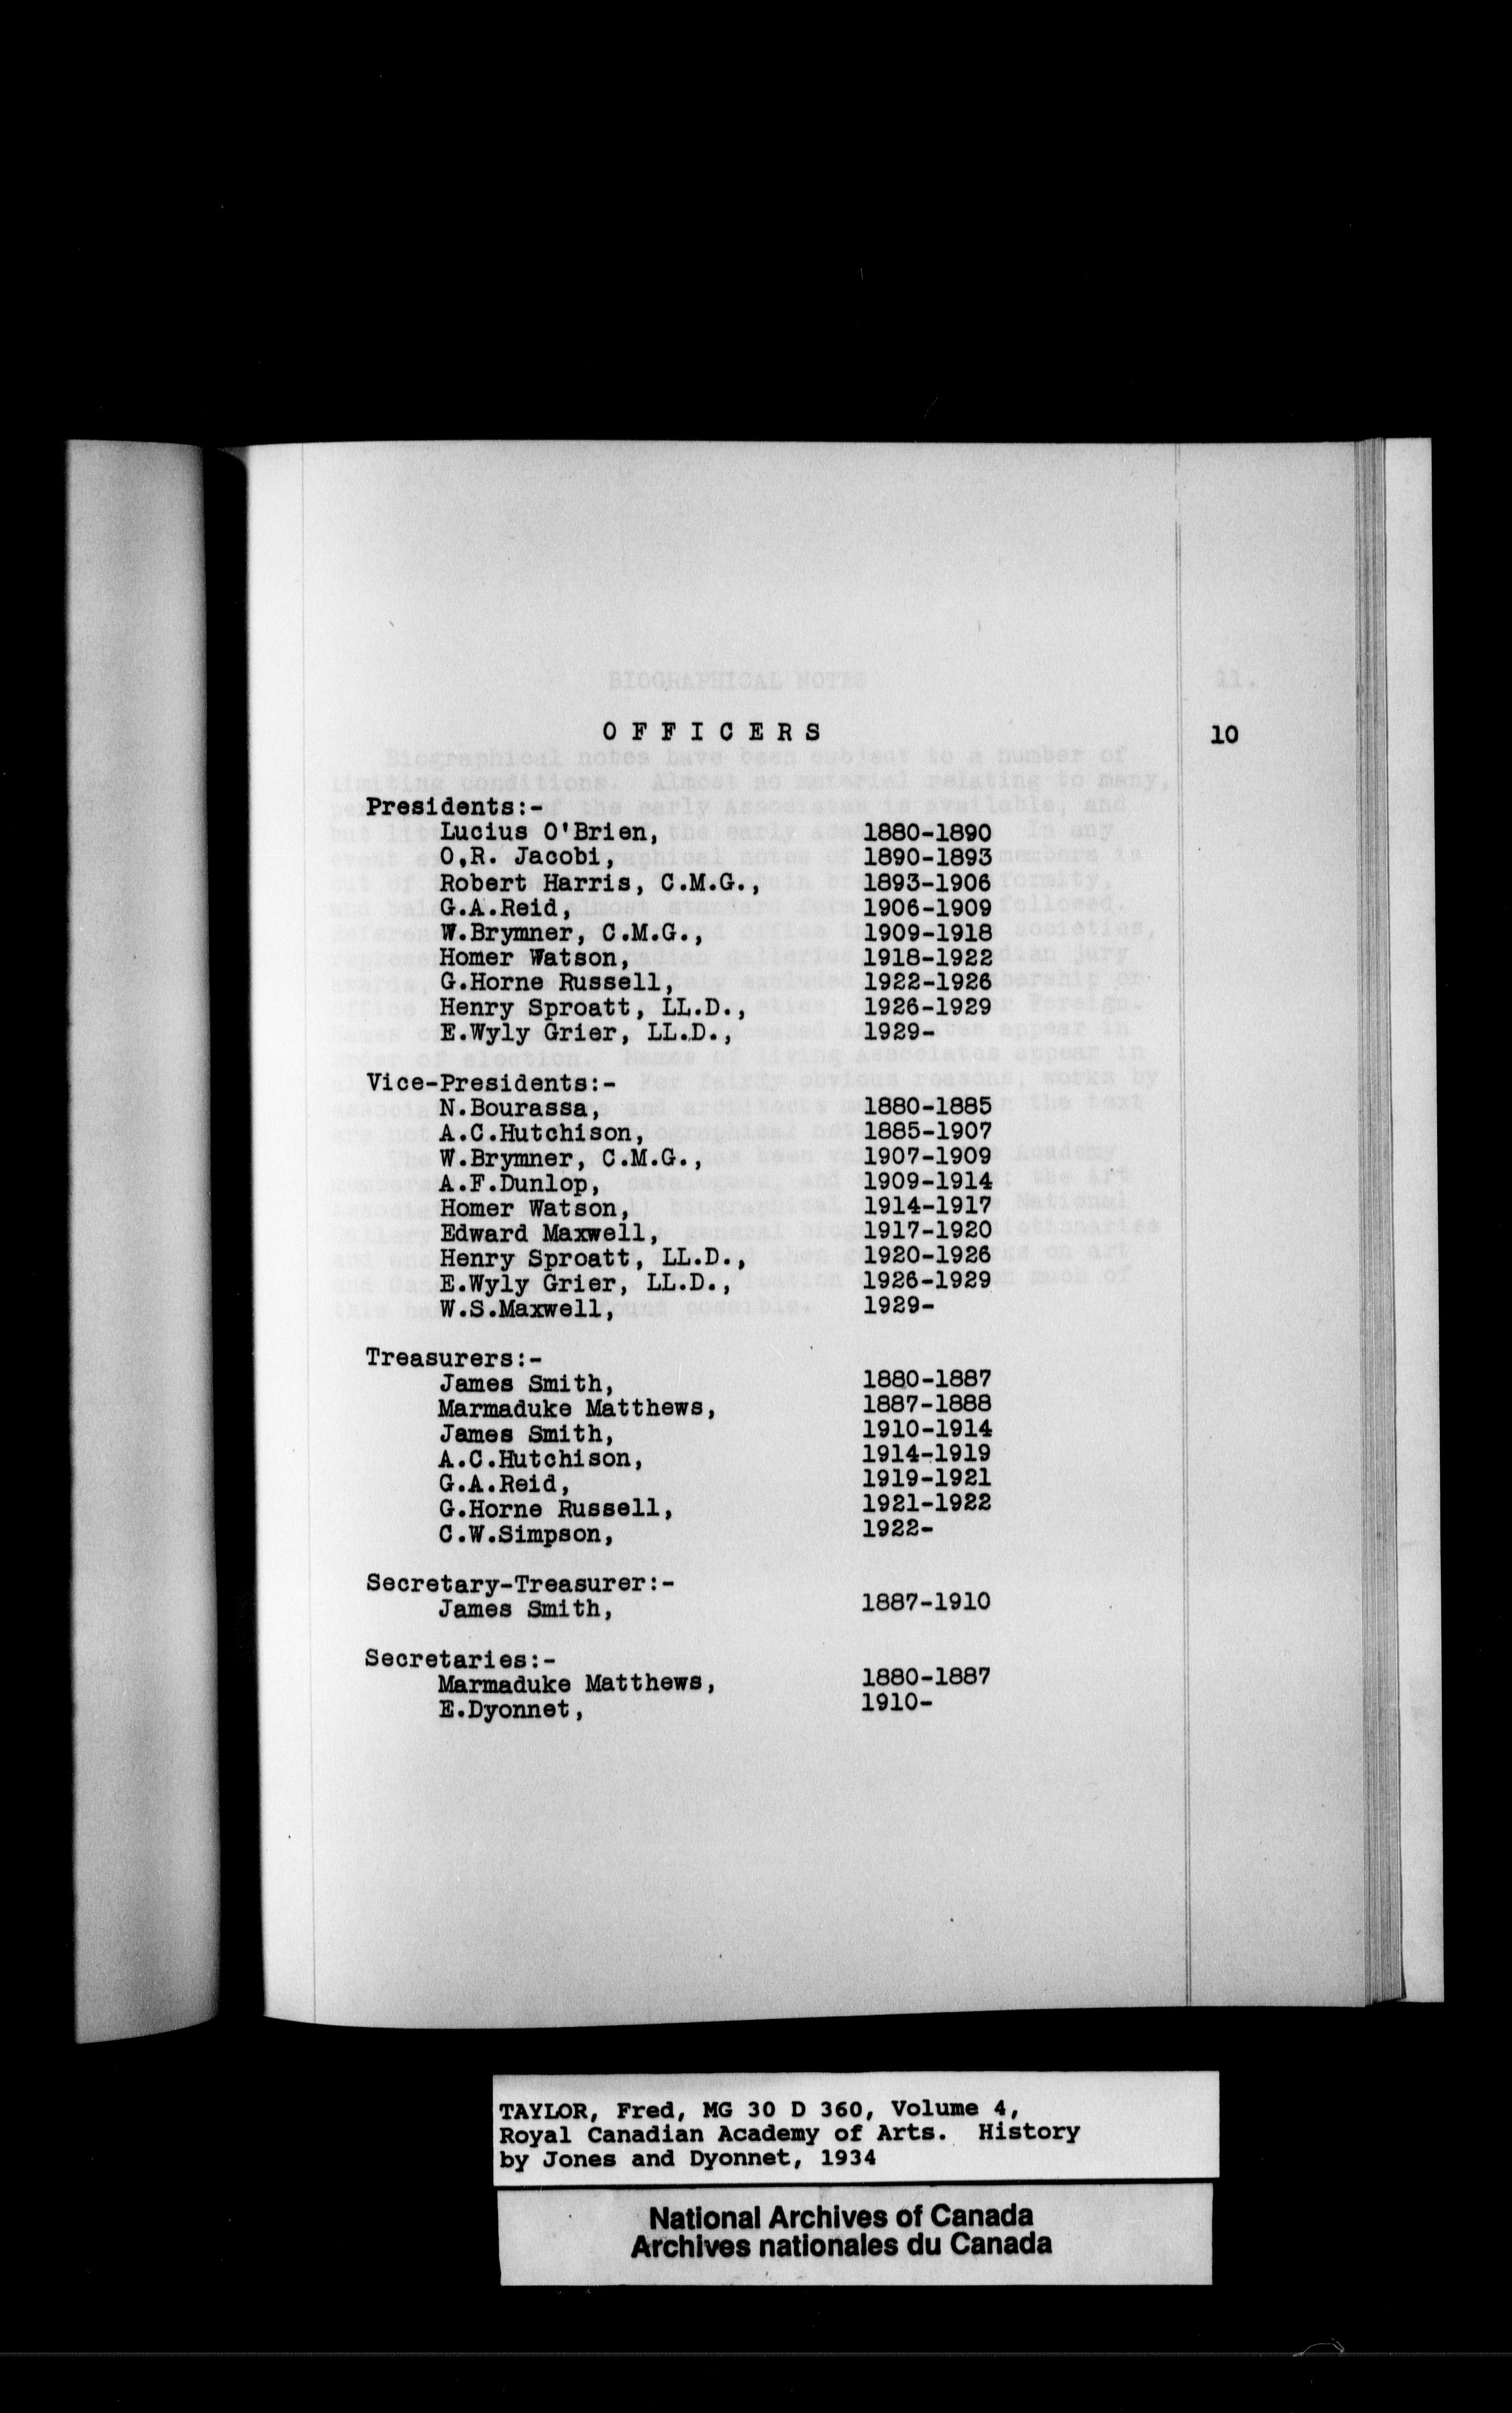 OFFICERS 10
Presidents:-
Lucius O'Brien, 1880-1890
O,R. Jacobi, 1890-1893
Robert Harris, C.M.G., 1893-1906
G.A.Reid, 1906-1909
W.Brymner, C.M.G., 1909-1918
Homer Watson, 1918-1922
G.Horne Russell, 1922-1926
Henry Sproatt, LL.D., 1926-1929
E.Wyly Grier, LL.D., 1929-
Vice-Presidents:-
N.Bourassa, 1880-1885
A.C.Hutchison, 1885-1907
W.Brymner, C.M.G., 1907-1909
A.F.Dunlop, 1909-1914
Homer Watson, 1914-1917
Edward Maxwell, 1917-1920
Henry Sproatt, LL.D., 1920-1926
E.Wyly Grier, LL.D., 1926-1929
W.S.Maxwell, 1929-
Treasurers:-
James Smith, 1880-1887
Marmaduke Matthews, 1887-1888
James Smith, 1910-1914
A.C.Hutchison, 1914-1919
G.A.Reid, 1919-1921
G.Horne Russell, 1921-1922
C.W.Simpson, 1922-
Secretary-Treasurer:-
James Smith, 1887-1910
Secretaries:-
Marmaduke Matthews, 1880-1887
E.Dyonnet, 1910-
TAYLOR, Fred, MG 30 D 360, Volume 4,
Royal Canadian Academy of Arts. History
by Jones and Dyonnet, 1934
National Archives of Canada
Archives nationales du Canada